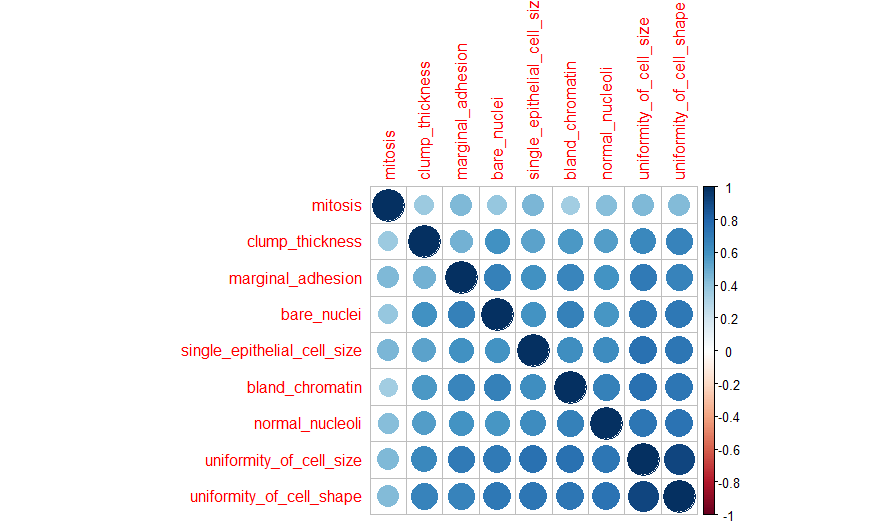 mitosis
clump_thickness
marginal_adhesion
bare_nuclei
single_epithelial_cell_siz
bland_chromatin
normal_nucleoli
uniformity_of_cell_size
uniformity_of_cell_shape
mitosis
clump_thickness
marginal_adhesion
bare_nuclei
single_epithelial_cell_size
bland_chromatin
normal_nucleoli
uniformity_of_cell_size
uniformity_of_cell_shape
1
0.8
0.6
0.4
0.2
0
-0.2
-0.4
-0.6
-0.8
-1